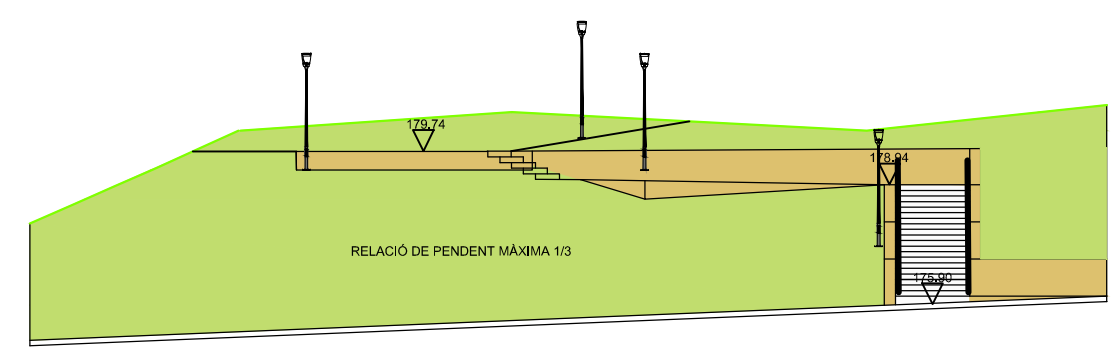 179.74
178.94
RELACIÓ DE PENDENT MÀXIMA 1/3
175.90